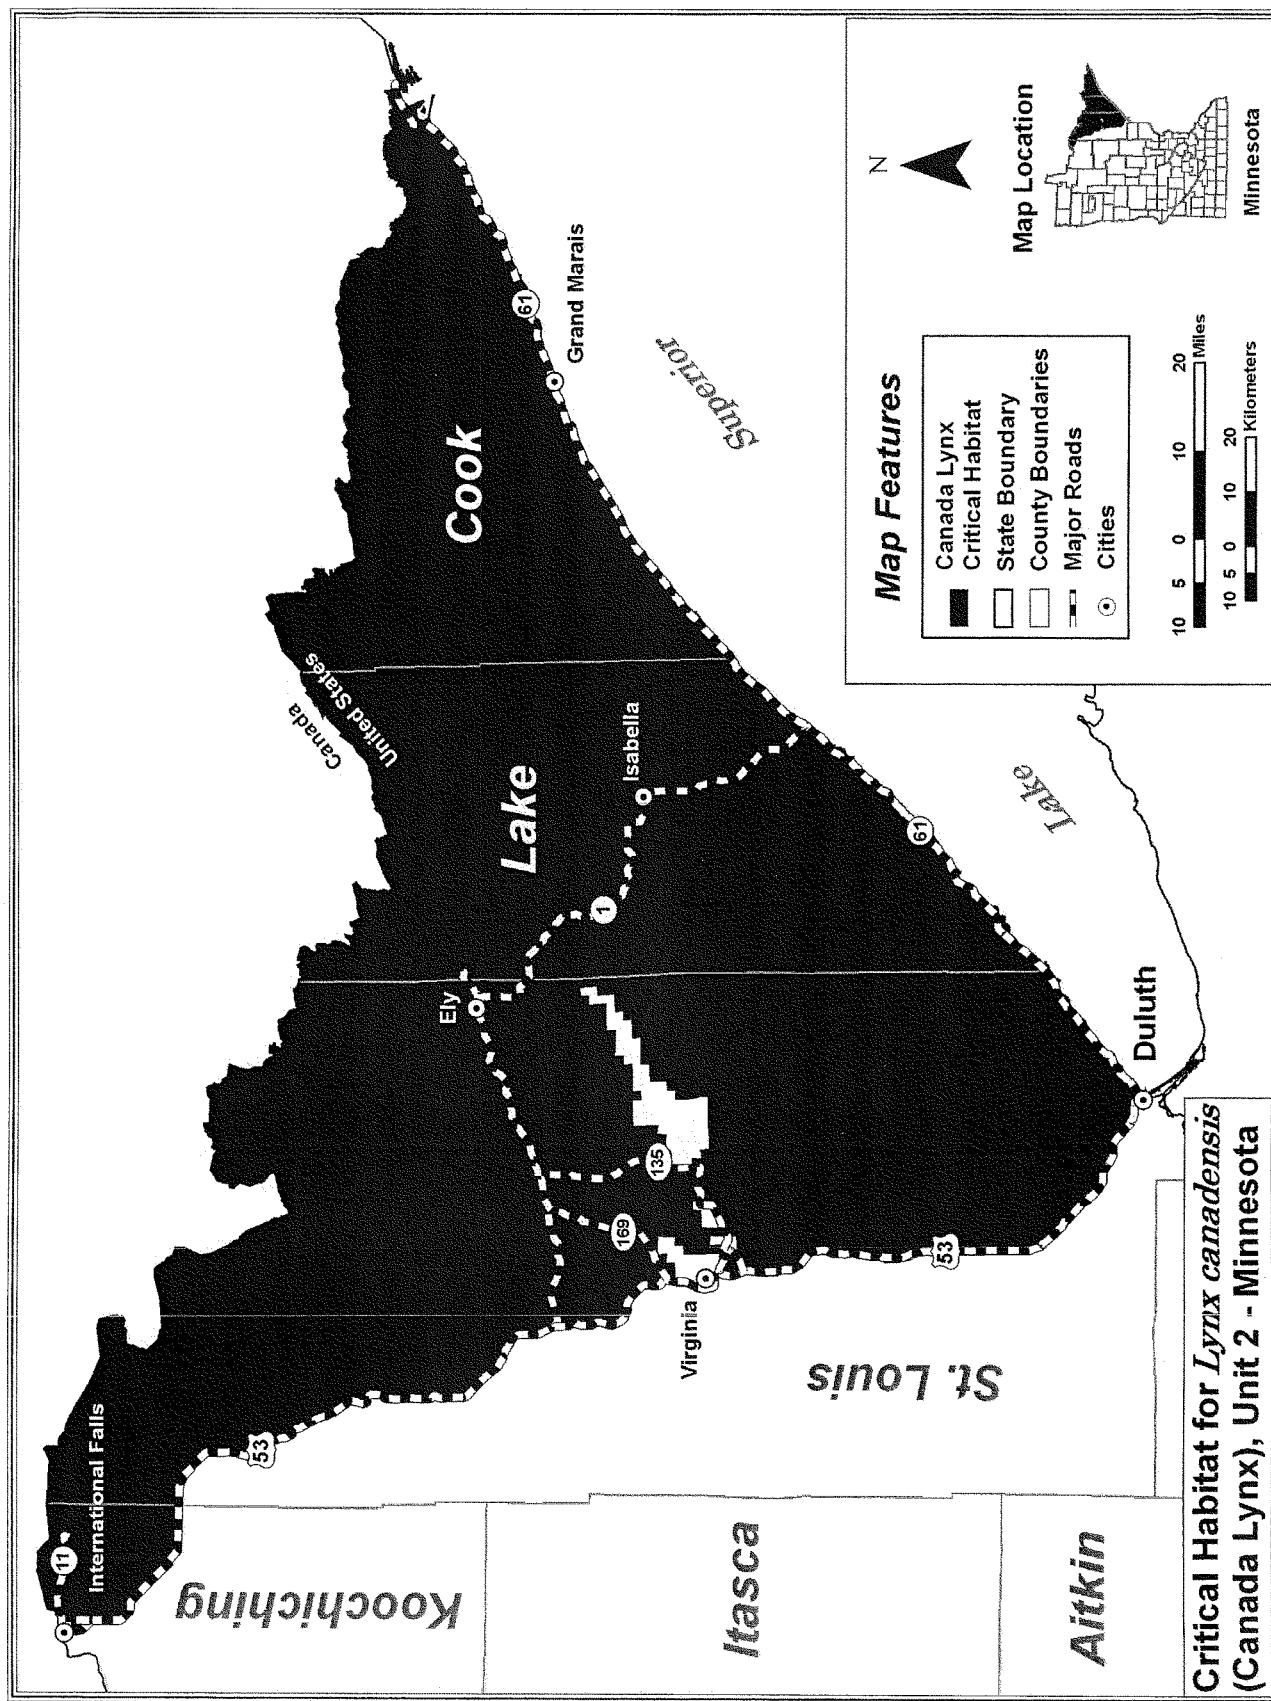 Critical Habitat for Lynx canadensis
(Canada Lynx), Unit 2 - Minnesota
11
International Falls
Koochiching
53
Itasca
Aitkin
St. Louis
Virginia
169
135
53
Ely
Duluth
Canada
United States
Lake
1
Isabella
61
Cook
61
Grand Marais
Lake
Superior
Map Features
Canada Lynx
Critical Habitat
State Boundary
County Boundaries
Major Roads
Cities
10 5 0 10 20
Miles
10 5 0 10 20
Kilometers
N
Map Location
Minnesota